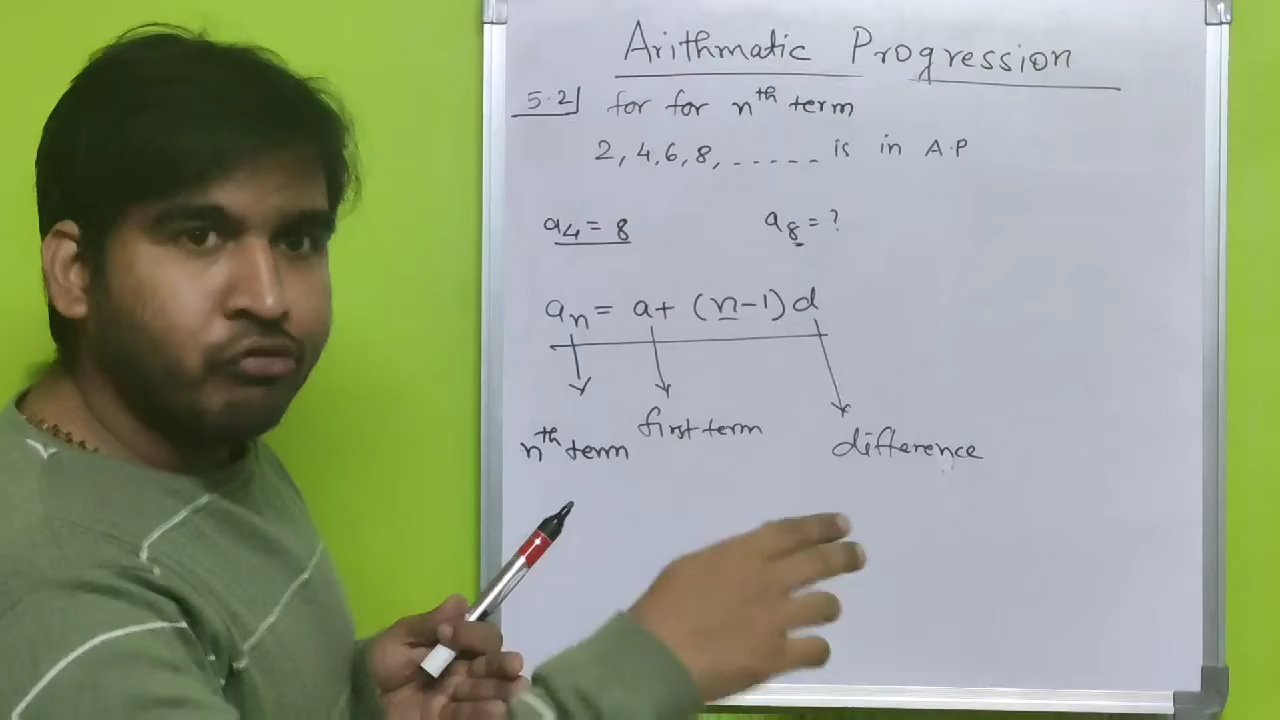 Arithmatic Progression
5.2 for for nth term
2, 4, 6, 8, ----- is in A.P
a4 = 8 a8 = ?
an = a + (n-1) d
nth term first term difference